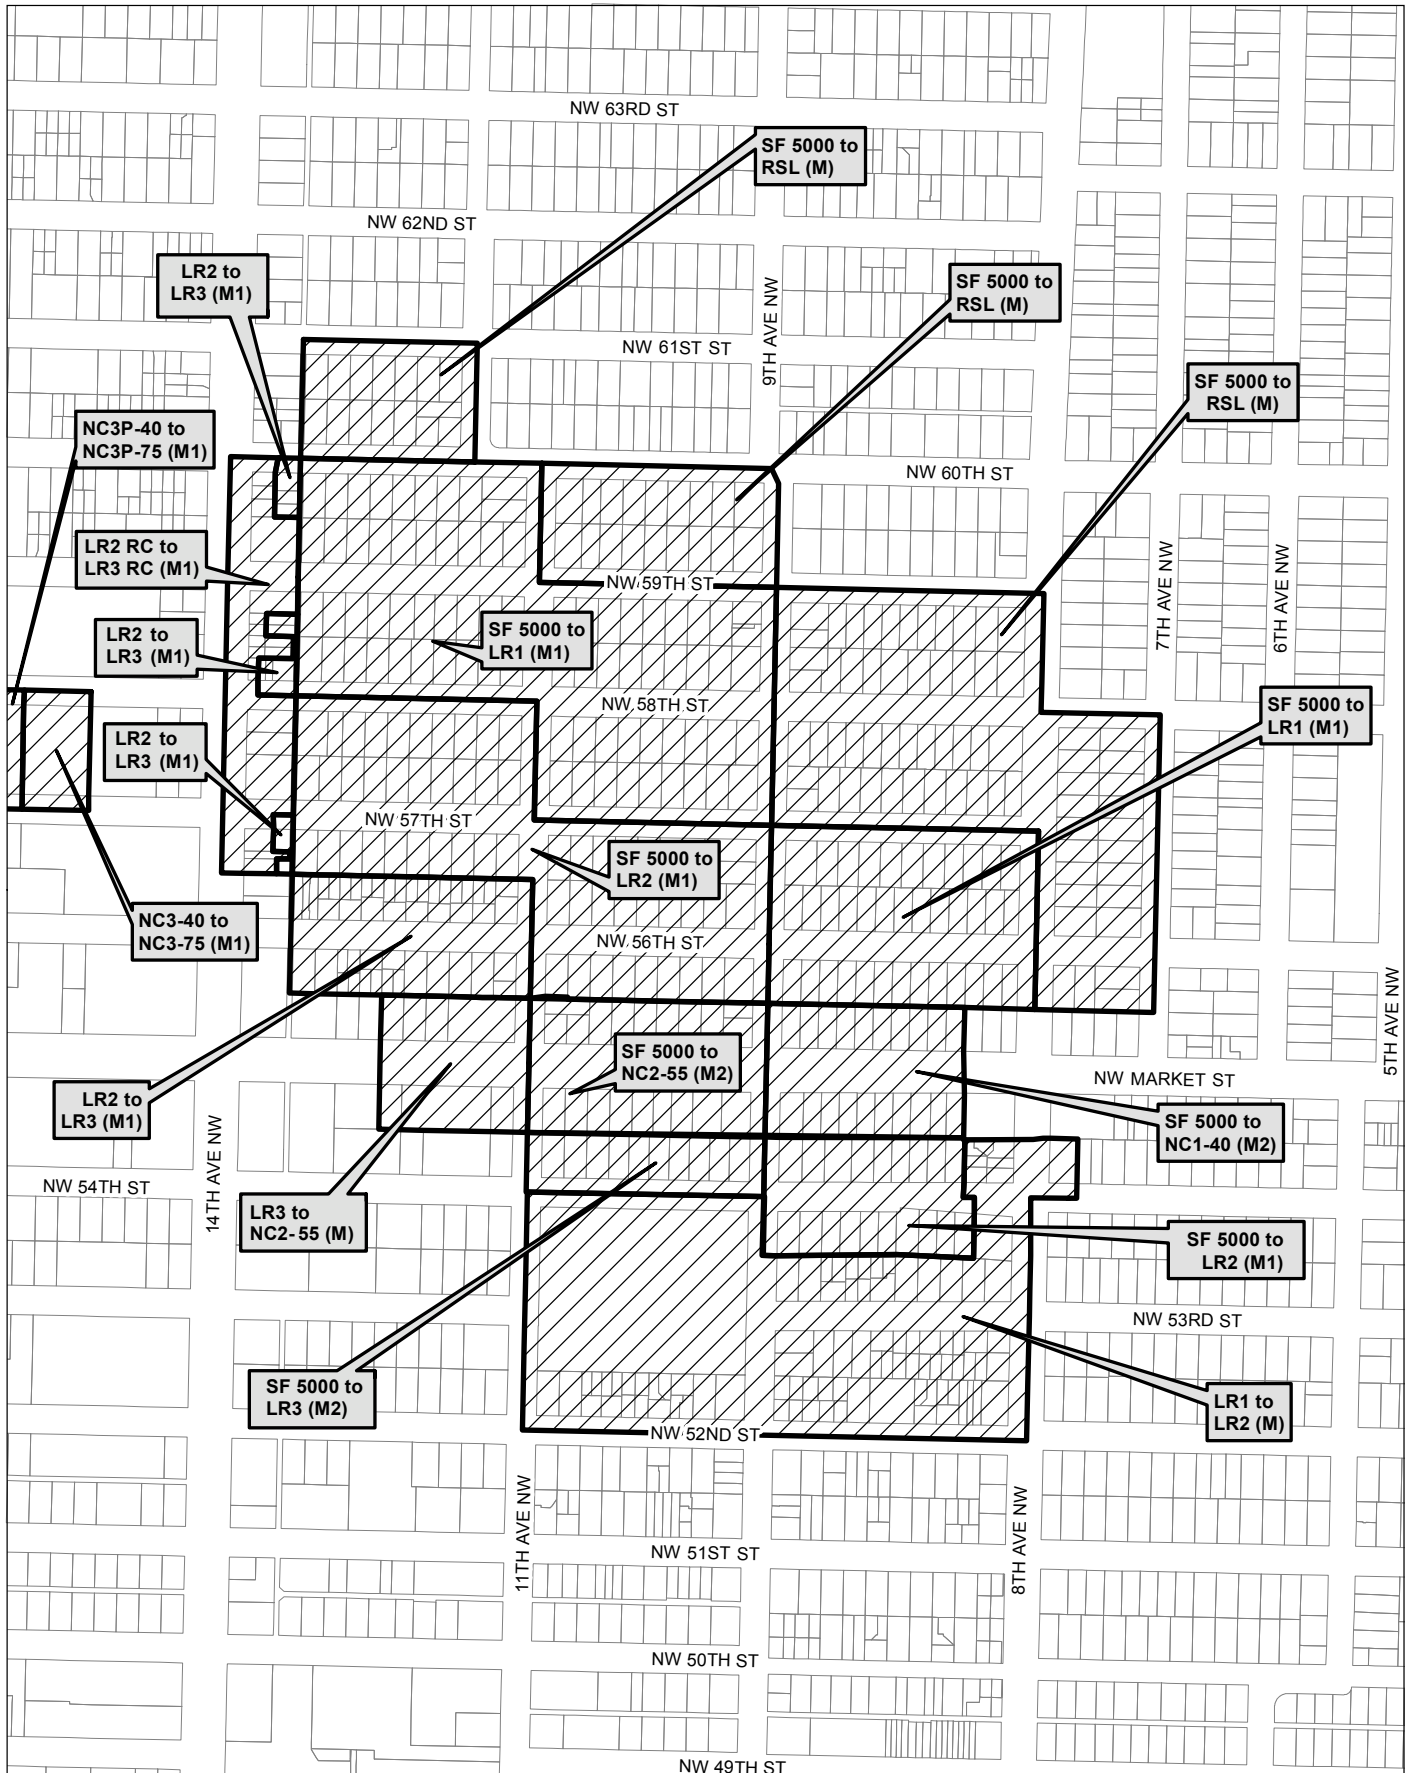 NW 63RD ST
SF 5000 to
RSL (M)
NW 62ND ST
LR2 to
LR3 (M1)
SF 5000 to
RSL (M)
9TH AVE NW
NW 61ST ST
SF 5000 to
RSL (M)
NC3P-40 to
NC3P-75 (M1)
NW 60TH ST
LR2 RC to
LR3 RC (M1)
7TH AVE NW
6TH AVE NW
NW 59TH ST
LR2 to
LR3 (M1)
SF 5000 to
LR1 (M1)
NW 58TH ST
SF 5000 to
LR1 (M1)
LR2 to
LR3 (M1)
NW 57TH ST
SF 5000 to
LR2 (M1)
NC3-40 to
NC3-75 (M1)
NW 56TH ST
5TH AVE NW
SF 5000 to
NC2-55 (M2)
NW MARKET ST
LR2 to
LR3 (M1)
SF 5000 to
NC1-40 (M2)
14TH AVE NW
NW 54TH ST
LR3 to
NC2-55 (M)
SF 5000 to
LR2 (M1)
NW 53RD ST
SF 5000 to
LR3 (M2)
LR1 to
LR2 (M)
NW 52ND ST
11TH AVE NW
8TH AVE NW
NW 51ST ST
NW 50TH ST
NW 49TH ST